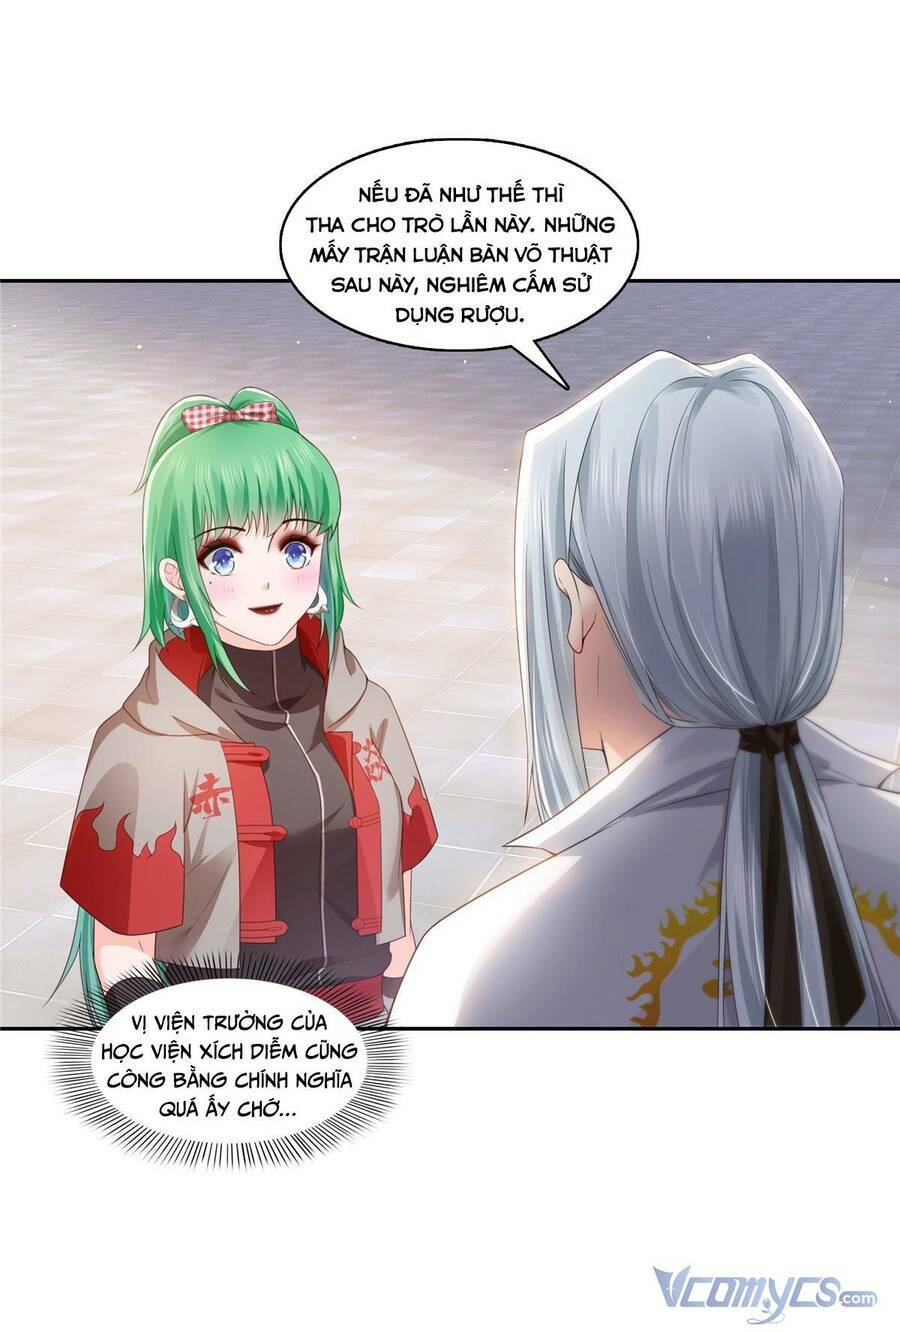 NẾU ĐÃ NHƯ THẾ THÌ
THA CHO TRÒ LẦN NÀY. NHỮNG
MẤY TRẬN LUẬN BÀN VÕ THUẬT
SAU NÀY, NGHIÊM CẤM SỬ
DỤNG RƯỢU.
赤
焱
VỊ VIỆN TRƯỞNG CỦA
HỌC VIỆN XÍCH DIỄM CŨNG
CÔNG BẰNG CHÍNH NGHĨA
QUÁ ẤY CHỚ...
VCOMYCS.com